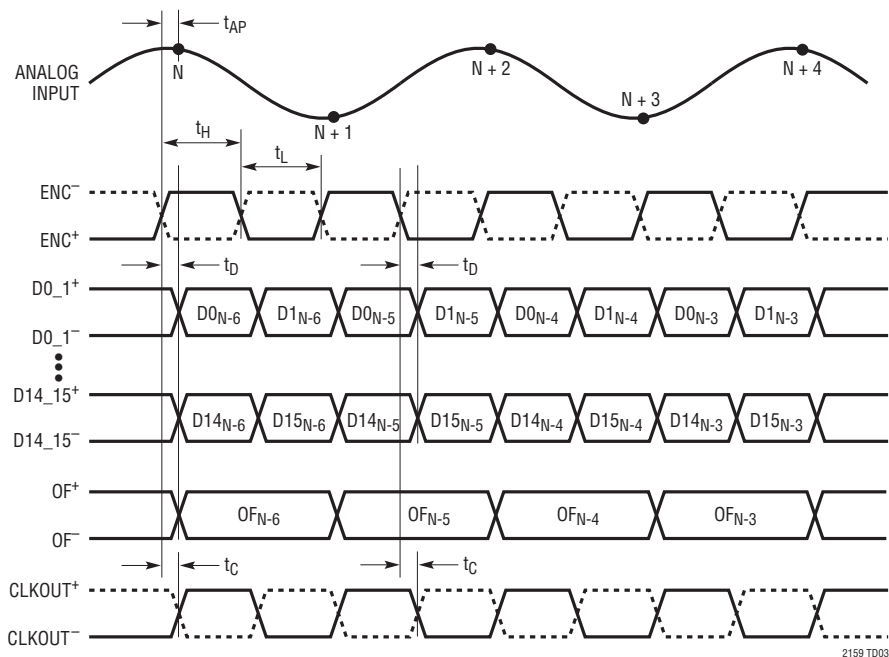 tAP
ANALOG
INPUT
N
N + 1
N + 2
N + 3
N + 4
tH
tL
ENC–
ENC+
tD
tD
D0_1+
D0_1–
D0N-6
D1N-6
D0N-5
D1N-5
D0N-4
D1N-4
D0N-3
D1N-3
D14_15+
D14_15–
D14N-6
D15N-6
D14N-5
D15N-5
D14N-4
D15N-4
D14N-3
D15N-3
OF+
OF–
OFN-6
OFN-5
OFN-4
OFN-3
tC
tC
CLKOUT+
CLKOUT–
2159 TD03